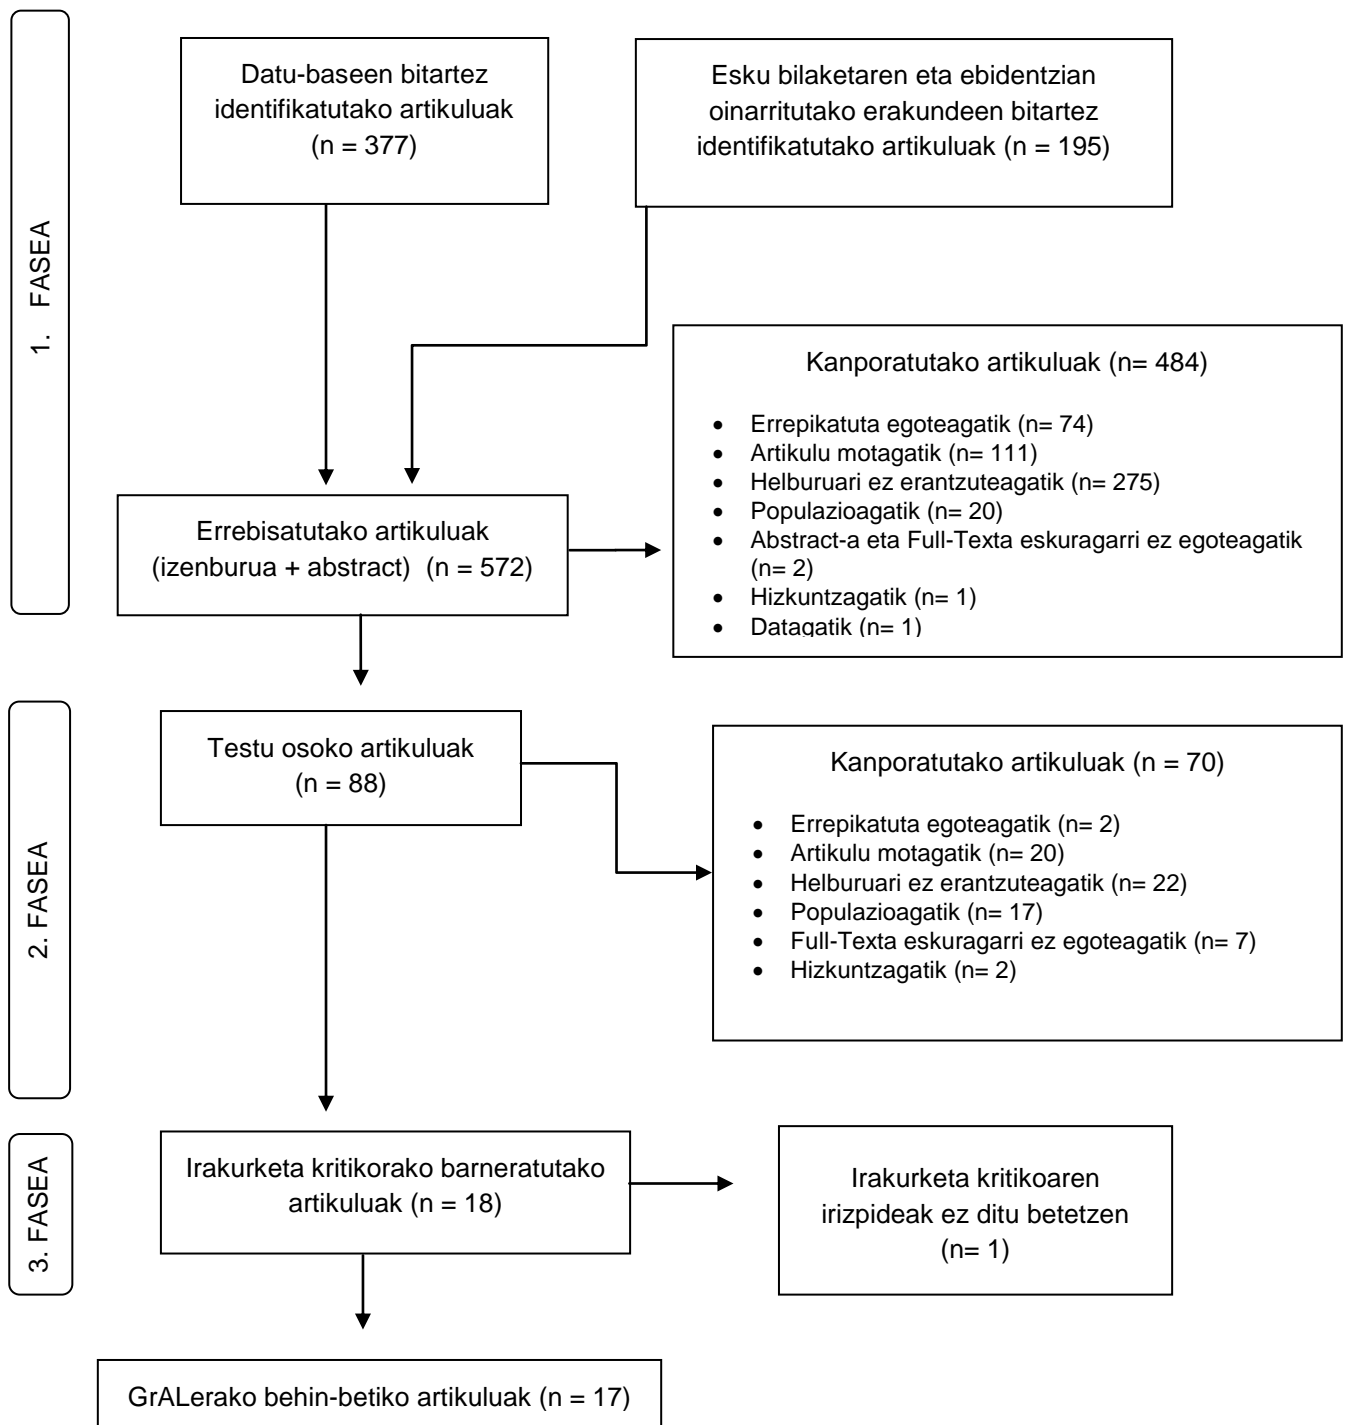 1. FASEA
Datu-baseen bitartez
identifikatutako artikuluak
(n = 377)
Esku bilaketaren eta ebidentzian
oinarritutako erakundeen bitartez
identifikatutako artikuluak (n = 195)
Errebisatutako artikuluak
(izenburua + abstract) (n = 572)
Kanporatutako artikuluak (n= 484)
• Errepikatuta egoteagatik (n= 74)
• Artikulu motagatik (n= 111)
• Helburuari ez erantzuteagatik (n= 275)
• Populazioagatik (n= 20)
• Abstract-a eta Full-Texta eskuragarri ez egoteagatik
(n= 2)
• Hizkuntzagatik (n= 1)
• Datagatik (n= 1)
2. FASEA
Testu osoko artikuluak
(n = 88)
Kanporatutako artikuluak (n = 70)
• Errepikatuta egoteagatik (n= 2)
• Artikulu motagatik (n= 20)
• Helburuari ez erantzuteagatik (n= 22)
• Populazioagatik (n= 17)
• Full-Texta eskuragarri ez egoteagatik (n= 7)
• Hizkuntzagatik (n= 2)
3. FASEA
Irakurketa kritikorako barneratutako
artikuluak (n = 18)
Irakurketa kritikoaren
irizpideak ez ditu betetzen
(n= 1)
GrALerako behin-betiko artikuluak (n = 17)